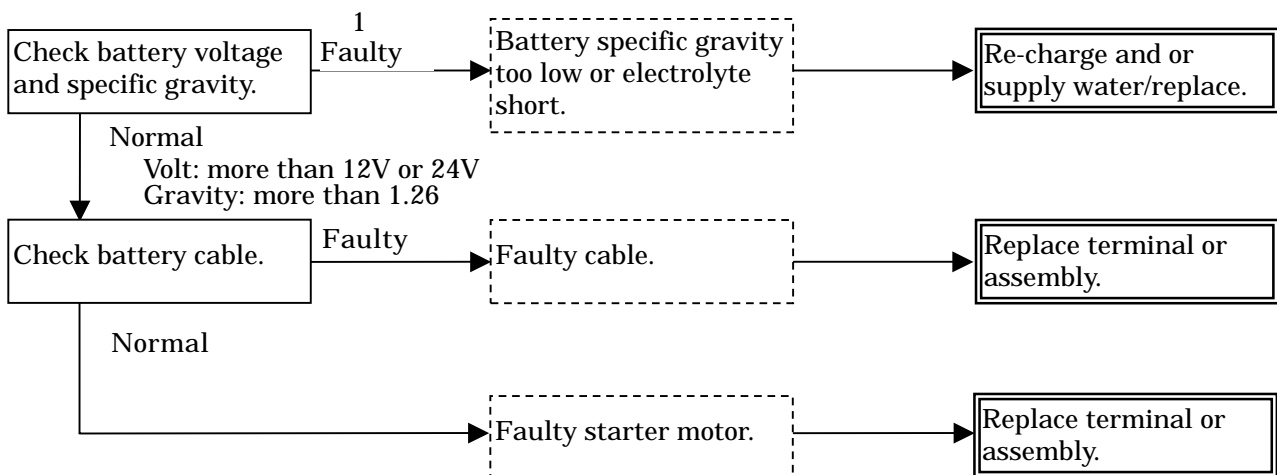 1
Check battery voltage
and specific gravity.
Faulty
Battery specific gravity
too low or electrolyte
short.
Re-charge and or
supply water/replace.
Normal
Volt: more than 12V or 24V
Gravity: more than 1.26
Check battery cable.
Faulty
Faulty cable.
Replace terminal or
assembly.
Normal
Faulty starter motor.
Replace terminal or
assembly.